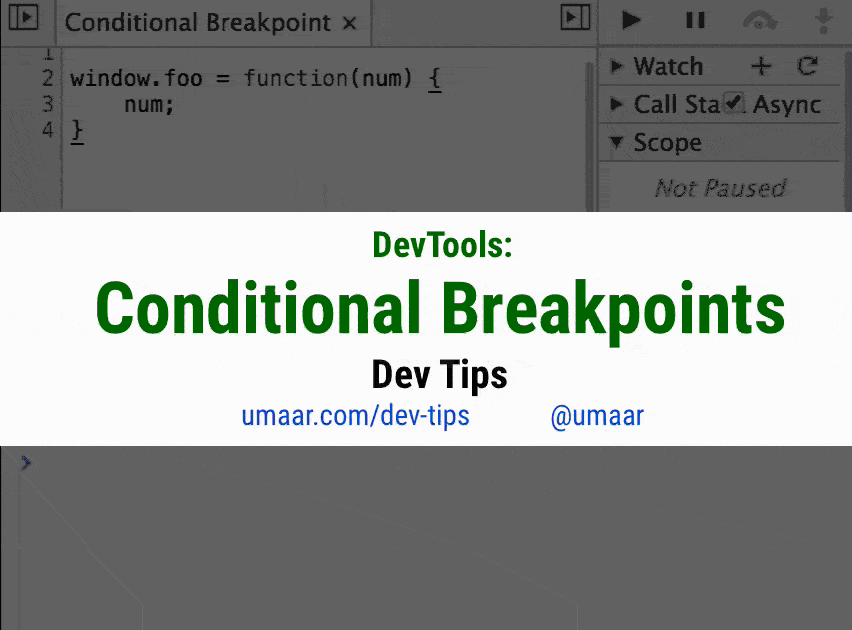 Conditional Breakpoint ×
1
2 window.foo = function(num) {
3     num;
4 }
Watch
Call Sta
Async
Scope
Not Paused
DevTools:
Conditional Breakpoints
Dev Tips
umaar.com/dev-tips @umaar